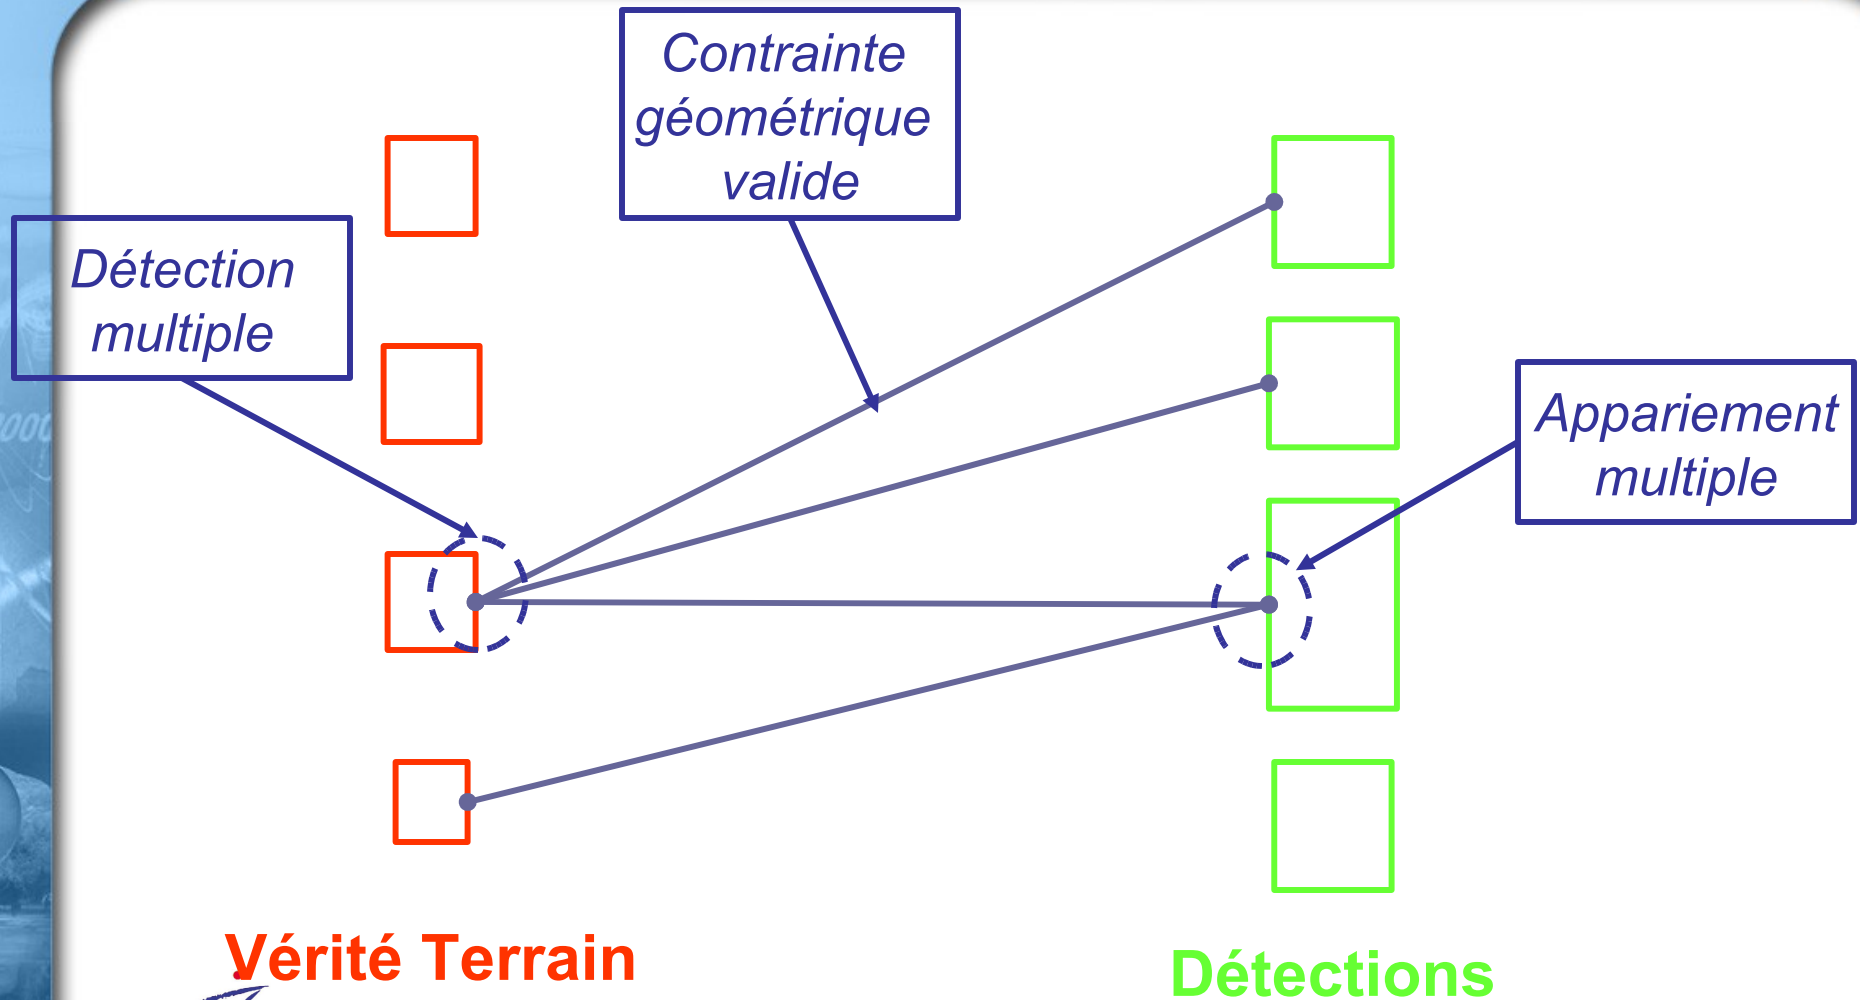 Contrainte
géométrique
valide
Détection
multiple
Appariement
multiple
Vérité Terrain
Détections